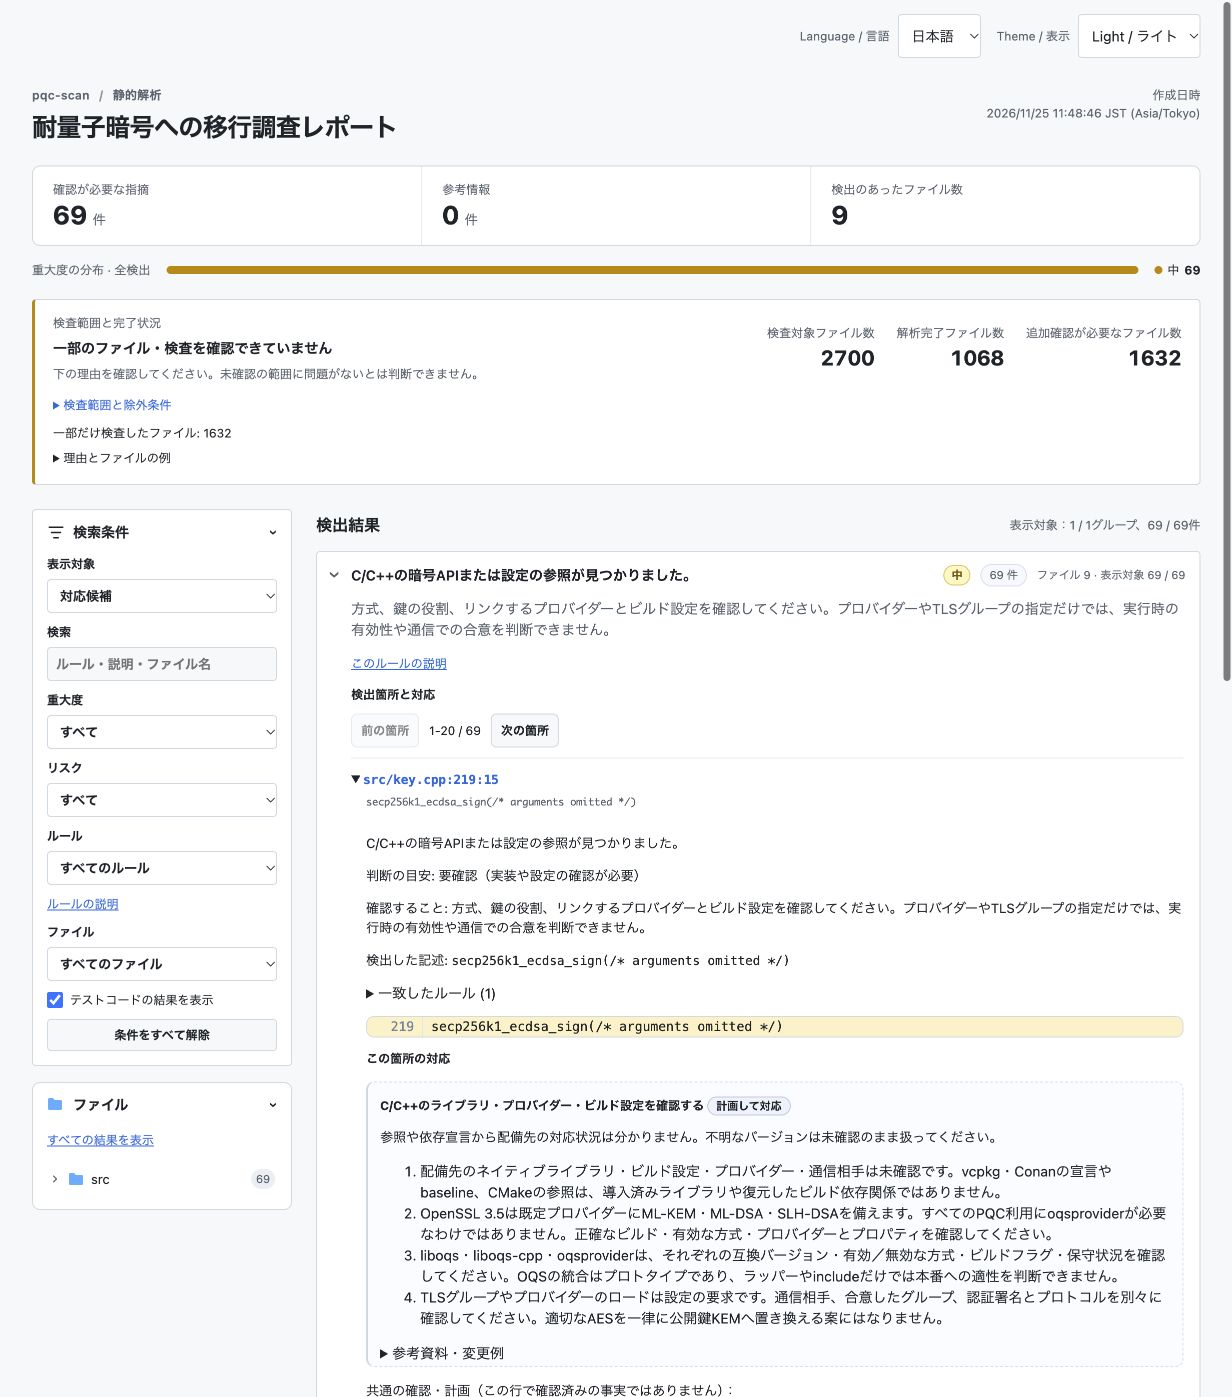 Language / 言語
日本語
Theme / 表示
Light / ライト
pqc-scan / 静的解析
耐量子暗号への移行調査レポート
作成日時
2026/11/25 11:48:46 JST (Asia/Tokyo)
確認が必要な指摘
69 件
参考情報
0 件
検出のあったファイル数
9
重大度の分布 · 全検出
中 69
検査範囲と完了状況
一部のファイル・検査を確認できていません
下の理由を確認してください。未確認の範囲に問題がないとは判断できません。
検査対象ファイル数
2700
解析完了ファイル数
1068
追加確認が必要なファイル数
1632
▶ 検査範囲と除外条件
一部だけ検査したファイル: 1632
▶ 理由とファイルの例
検索条件
表示対象
対応候補
検索
ルール・説明・ファイル名
重大度
すべて
リスク
すべて
ルール
すべてのルール
ルールの説明
ファイル
すべてのファイル
テストコードの結果を表示
条件をすべて解除
ファイル
すべての結果を表示
src
69
検出結果
表示対象：1 / 1グループ、69 / 69件
C/C++の暗号APIまたは設定の参照が見つかりました。
中
69 件
ファイル 9 · 表示対象 69 / 69
方式、鍵の役割、リンクするプロバイダーとビルド設定を確認してください。プロバイダーやTLSグループの指定だけでは、実行時の
有効性や通信での合意を判断できません。
このルールの説明
検出箇所と対応
前の箇所
1-20 / 69
次の箇所
▼ src/key.cpp:219:15
secp256k1_ecdsa_sign(/* arguments omitted */)
C/C++の暗号APIまたは設定の参照が見つかりました。
判断の目安: 要確認（実装や設定の確認が必要）
確認すること: 方式、鍵の役割、リンクするプロバイダーとビルド設定を確認してください。プロバイダーやTLSグループの指定だけでは、実
行時の有効性や通信での合意を判断できません。
検出した記述: secp256k1_ecdsa_sign(/* arguments omitted */)
▶ 一致したルール (1)
219 secp256k1_ecdsa_sign(/* arguments omitted */)
この箇所の対応
C/C++のライブラリ・プロバイダー・ビルド設定を確認する
計画して対応
参照や依存宣言から配備先の対応状況は分かりません。不明なバージョンは未確認のまま扱ってください。
1. 配備先のネイティブライブラリ・ビルド設定・プロバイダー・通信相手は未確認です。vcpkg・Conanの宣言や
baseline、CMakeの参照は、導入済みライブラリや復元したビルド依存関係ではありません。
2. OpenSSL 3.5は既定プロバイダーにML-KEM・ML-DSA・SLH-DSAを備えます。すべてのPQC利用にoqsproviderが必要
なわけではありません。正確なビルド・有効な方式・プロバイダーとプロパティを確認してください。
3. liboqs・liboqs-cpp・oqsproviderは、それぞれの互換バージョン・有効／無効な方式・ビルドフラグ・保守状況を確認
してください。OQSの統合はプロトタイプであり、ラッパーやincludeだけでは本番への適性を判断できません。
4. TLSグループやプロバイダーのロードは設定の要求です。通信相手、合意したグループ、認証署名とプロトコルを別々に
確認してください。適切なAESを一律に公開鍵KEMへ置き換える案にはなりません。
▶ 参考資料・変更例
共通の確認・計画（この行で確認済みの事実ではありません）: